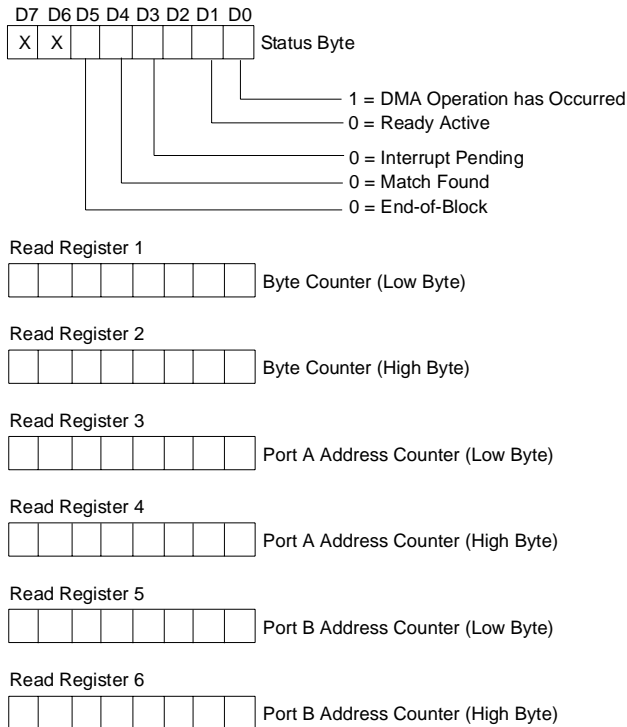 D7 D6 D5 D4 D3 D2 D1 D0
X X Status Byte
1 = DMA Operation has Occurred
0 = Ready Active
0 = Interrupt Pending
0 = Match Found
0 = End-of-Block
Read Register 1
Byte Counter (Low Byte)
Read Register 2
Byte Counter (High Byte)
Read Register 3
Port A Address Counter (Low Byte)
Read Register 4
Port A Address Counter (High Byte)
Read Register 5
Port B Address Counter (Low Byte)
Read Register 6
Port B Address Counter (High Byte)